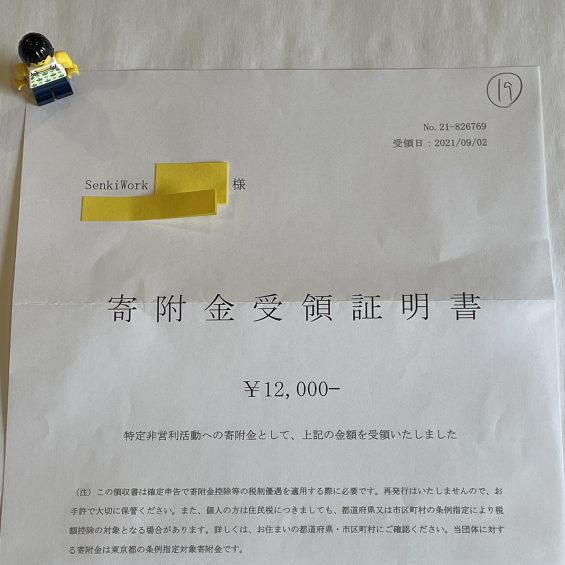 19
No.21-826769
受領日：2021/09/02
SenkiWork 様
寄附金受領証明書
￥12,000-
特定非営利活動への寄附金として、上記の金額を受領いたしました
（注）この領収書は確定申告で寄附金控除等の税制優遇を適用する際に必要です。再発行はいたしませんので、お
手許で大切に保管ください。また、個人の方は住民税につきましても、都道府県又は市区町村の条例指定により税
額控除の対象となる場合があります。詳しくは、お住まいの都道府県・市区町村にご確認ください。当団体に対す
る寄附金は東京都の条例指定対象寄附金です。